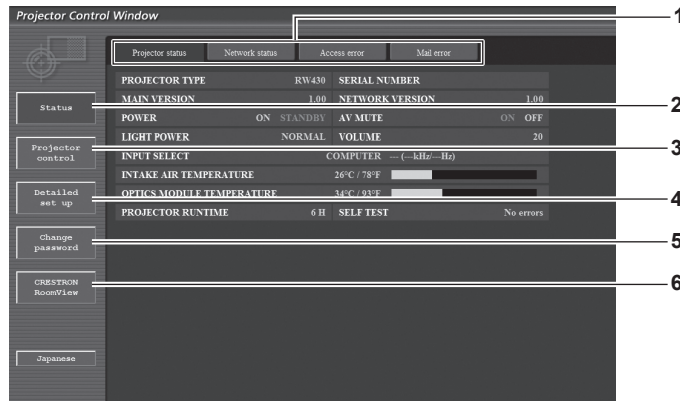 Projector Control Window
1
Projector status Network status Access error Mail error
PROJECTOR TYPE RW430 SERIAL NUMBER
MAIN VERSION 1.00 NETWORK VERSION 1.00
Status 2
POWER ON STANDBY AV MUTE ON OFF
LIGHT POWER NORMAL VOLUME 20
Projector control 3
INPUT SELECT COMPUTER --- (---kHz/---Hz)
INTAKE AIR TEMPERATURE 26°C / 78°F
Detailed set up 4
OPTICS MODULE TEMPERATURE 34°C / 93°F
PROJECTOR RUNTIME 6 H SELF TEST No errors
Change password 5
CRESTRON RoomView 6
Japanese